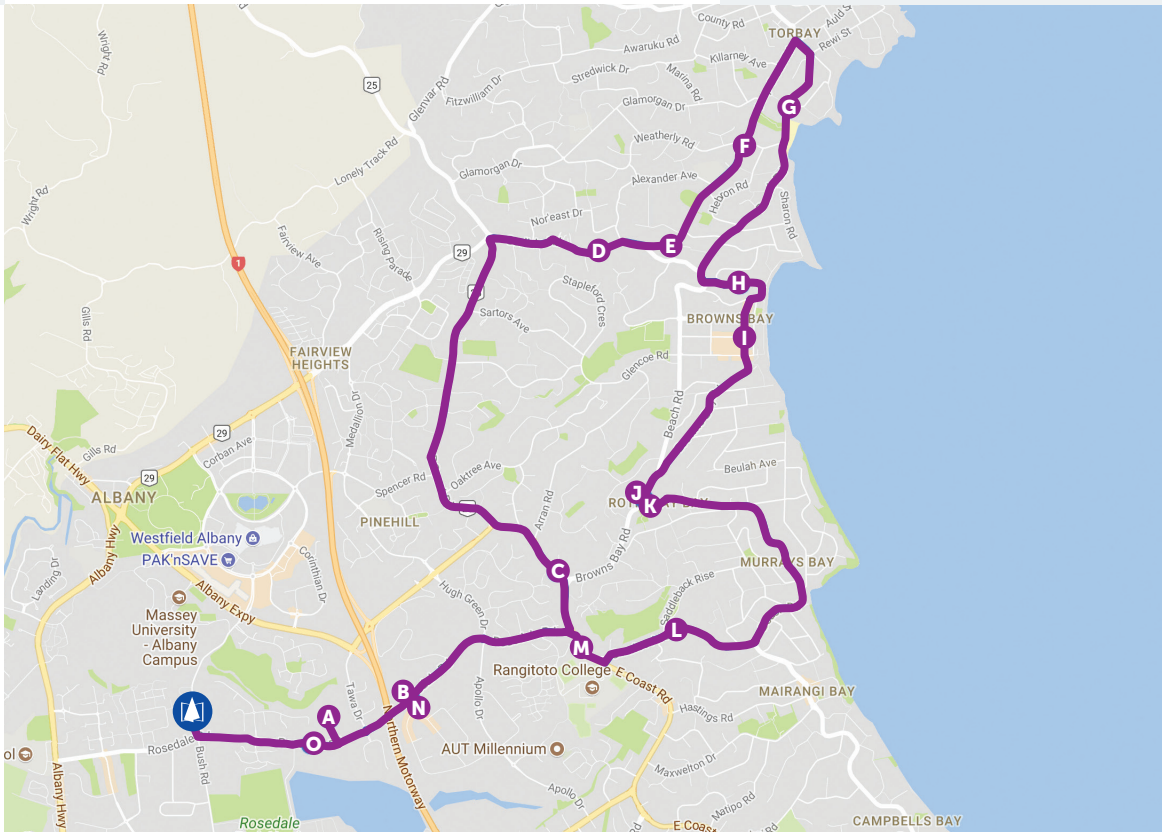 County Rd
Auld S
TORBAY
Rewi St
Wright Rd
Awaruku Rd
Killarney Ave
25
Stredwick Dr
Marina Rd
Fitzwilliam Dr
Glenvar Rd
Glamorgan Dr
G
Weatherly Rd
F
Lonely Track Rd
Glamorgan Dr
Alexander Ave
Wright Rd
Hebron Rd
Sharon Rd
Nor'east Dr
Fairview Ave
Rising Parade
29
D
E
1
H
Stapleford Cres
Gills Rd
Sartors Ave
BROWNS BAY
I
FAIRVIEW
HEIGHTS
Glencoe Rd
Medallion Dr
Beach Rd
Dairy Flat Hwy
Gills Rd
29
Corban Ave
29
Oaktree Ave
Beulah Ave
Spencer Rd
ALBANY
J
K
Arran Rd
PINEHILL
Westfield Albany
PAK'nSAVE
Albany Hwy
Corinthian Dr
Browns Bay Rd
MURRAYS BAY
C
Landing Dr
Albany Expy
Hugh Green Dr
Saddleback Rise
Massey
University
- Albany
Campus
L
M
Rangitoto College
E Coast Rd
Apollo Dr
Tawa Dr
B
N
MAIRANGI BAY
A
Hastings Rd
O
Rosedale
Bush Rd
Northern Motorway
AUT Millennium
ol
Albany Hwy
Maxwelton Dr
Apollo Dr
Matipo Rd
Rosedale
E Coast
CAMPBELLS BAY